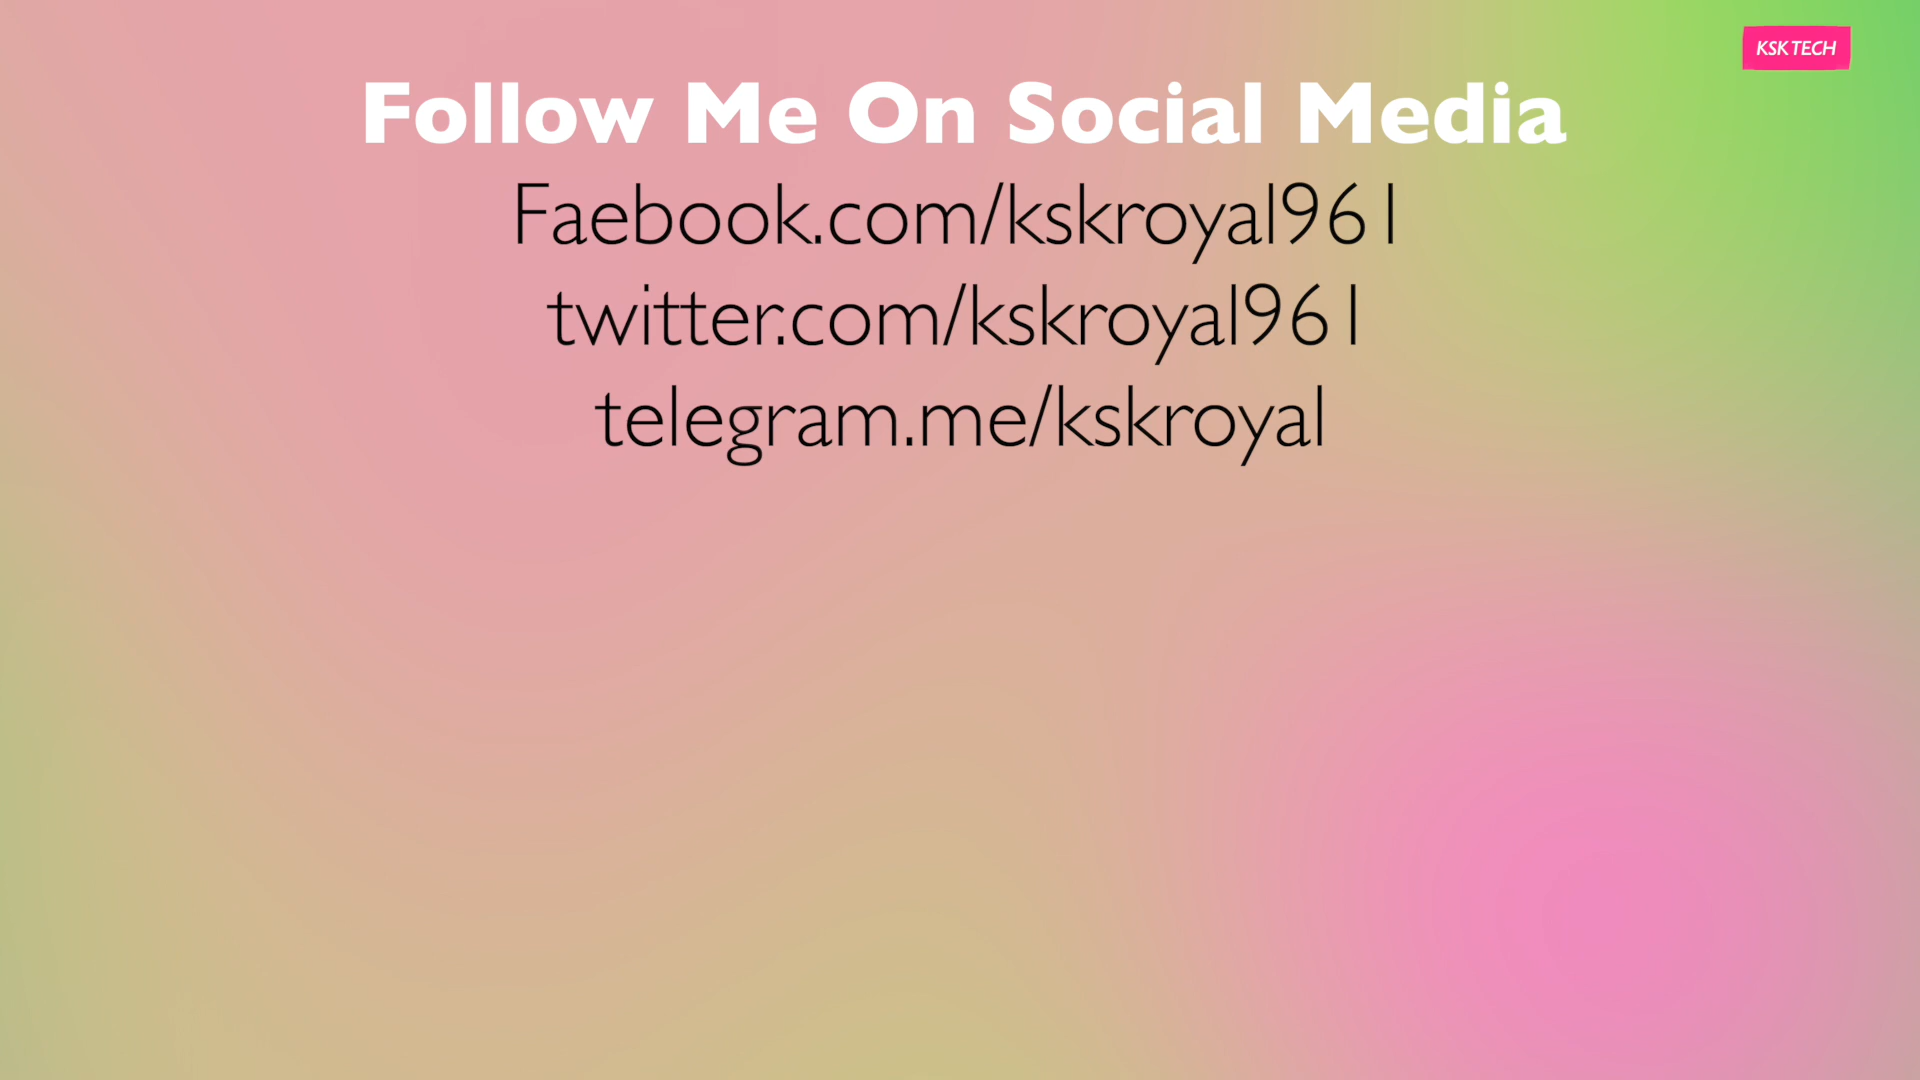 KSK TECH
Follow Me On Social Media
Faebook.com/kskroyal961
twitter.com/kskroyal961
telegram.me/kskroyal